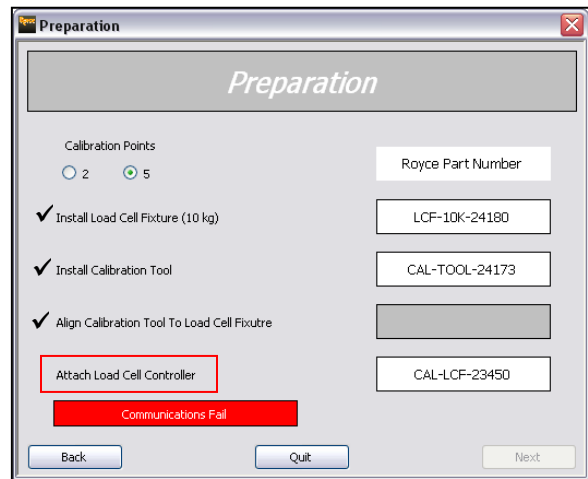 Preparation
Preparation
Calibration Points
2 5
Royce Part Number
Install Load Cell Fixture (10 kg)
LCF-10K-24180
Install Calibration Tool
CAL-TOOL-24173
Align Calibration Tool To Load Cell Fixutre
Attach Load Cell Controller
CAL-LCF-23450
Communications Fail
Back Quit Next